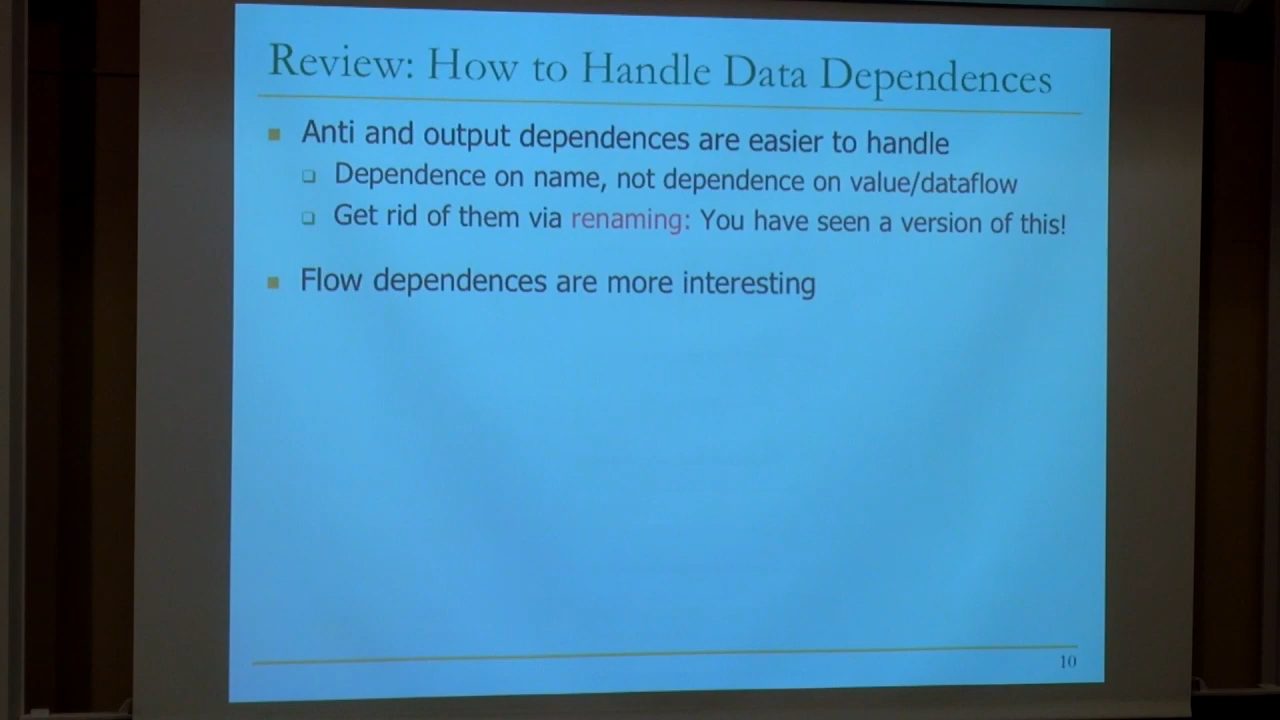 Review: How to Handle Data Dependences
Anti and output dependences are easier to handle
Dependence on name, not dependence on value/dataflow
Get rid of them via renaming: You have seen a version of this!
Flow dependences are more interesting
10